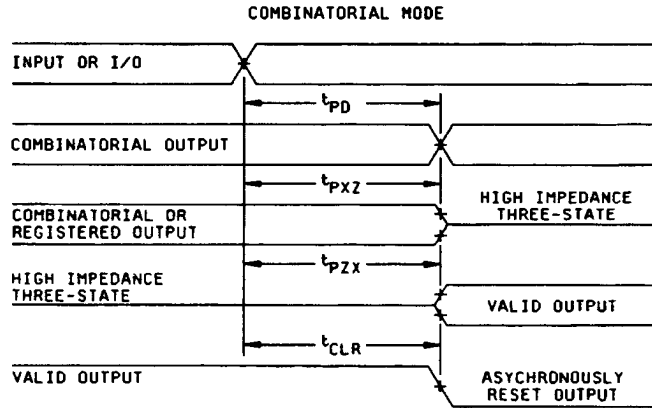 COMBINATORIAL MODE
INPUT OR I/O
tPD
COMBINATORIAL OUTPUT
tPXZ
COMBINATORIAL OR
REGISTERED OUTPUT
HIGH IMPEDANCE
THREE-STATE
tPZX
HIGH IMPEDANCE
THREE-STATE
VALID OUTPUT
tCLR
VALID OUTPUT
ASYCHRONOUSLY
RESET OUTPUT